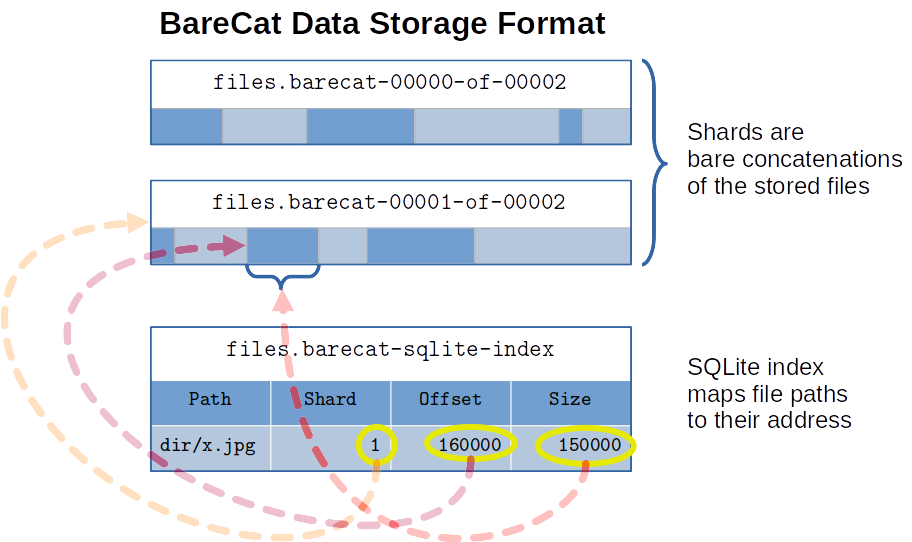 BareCat Data Storage Format
files.barecat-00000-of-00002
Shards are
bare concatenations
of the stored files
files.barecat-00001-of-00002
files.barecat-sqlite-index
Path Shard Offset Size
dir/x.jpg 1 160000 150000
SQLite index
maps file paths
to their address